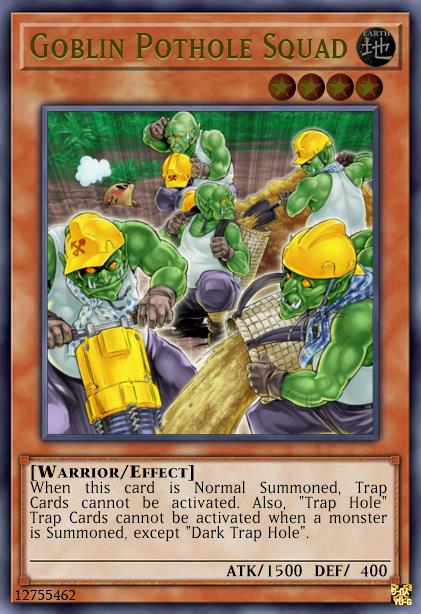 Goblin Pothole Squad
EARTH
地
[Warrior/Effect]
When this card is Normal Summoned, Trap
Cards cannot be activated. Also, "Trap Hole"
Trap Cards cannot be activated when a monster
is Summoned, except "Dark Trap Hole".
ATK/1500 DEF/ 400
12755462